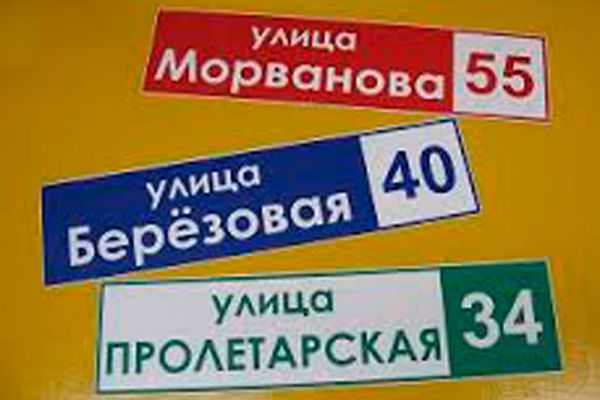 улица
Морванова
55
улица
Берёзовая
40
улица
ПРОЛЕТАРСКАЯ
34